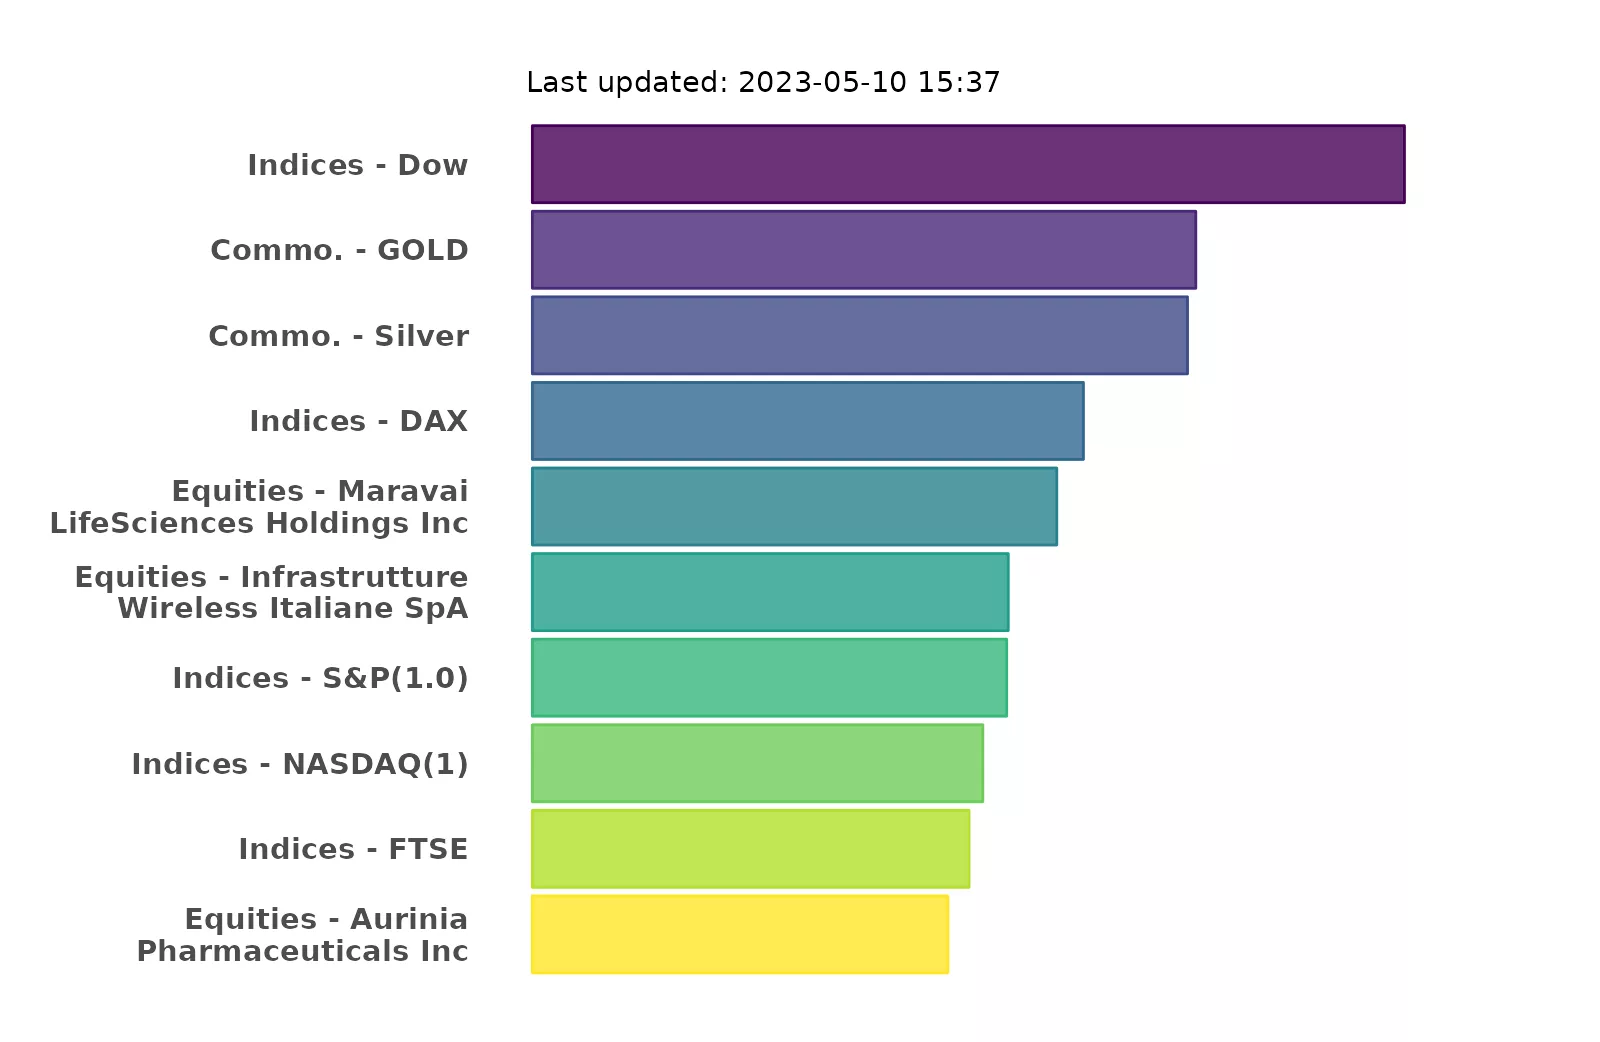 Last updated: 2023-05-10 15:37
Indices - Dow
Commo. - GOLD
Commo. - Silver
Indices - DAX
Equities - Maravai
LifeSciences Holdings Inc
Equities - Infrastrutture
Wireless Italiane SpA
Indices - S&P(1.0)
Indices - NASDAQ(1)
Indices - FTSE
Equities - Aurinia
Pharmaceuticals Inc